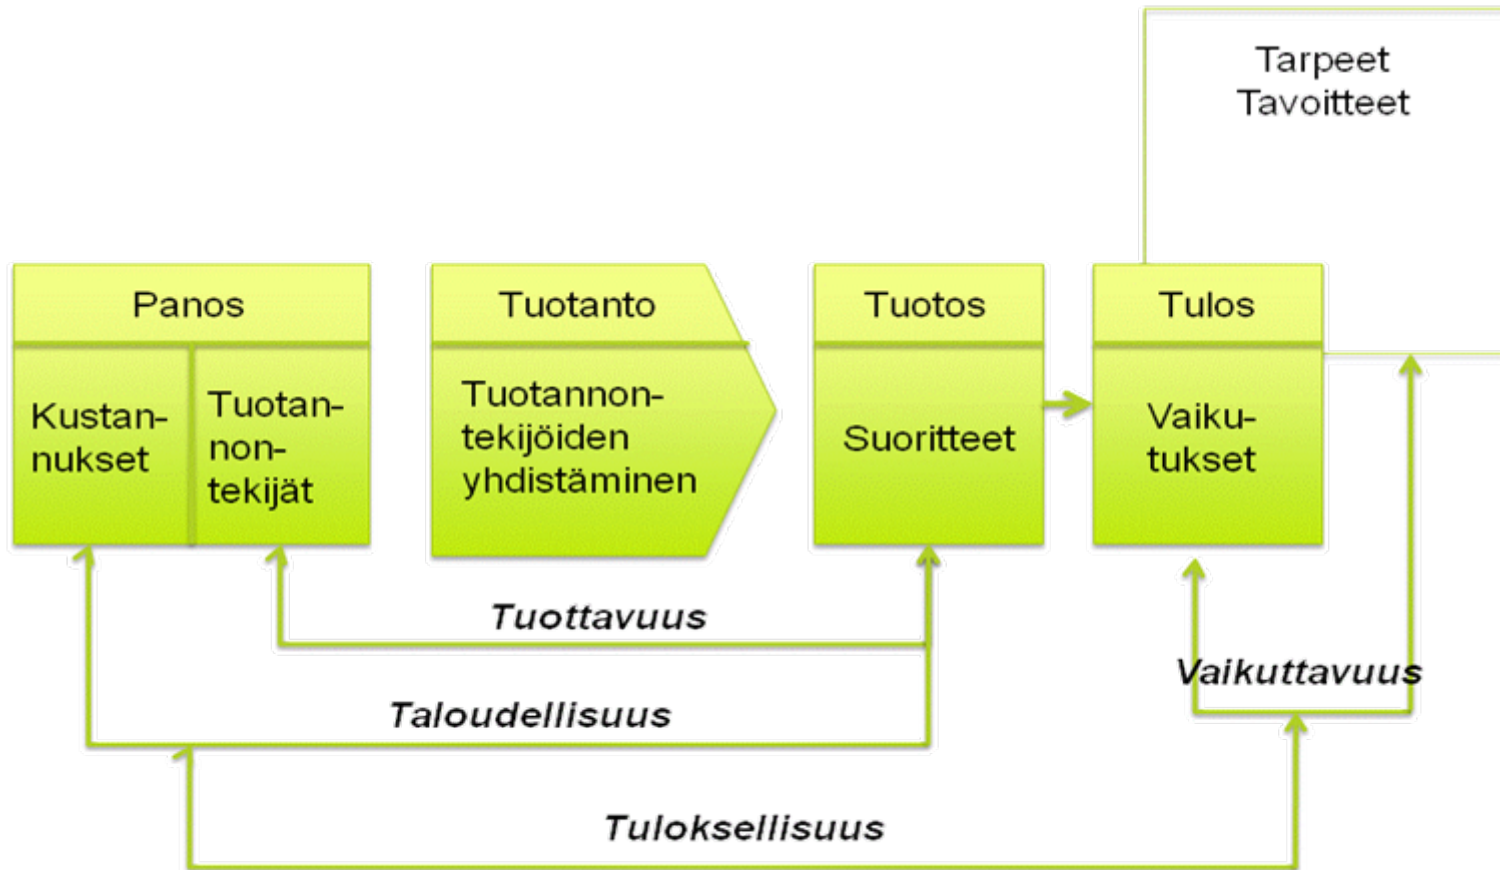 Tarpeet
Tavoitteet
Panos
Kustan-
nukset
Tuotan-
non-
tekijät
Tuotanto
Tuotannon-
tekijöiden
yhdistäminen
Tuotos
Suoritteet
Tulos
Vaiku-
tukset
Tuottavuus
Vaikuttavuus
Taloudellisuus
Tuloksellisuus